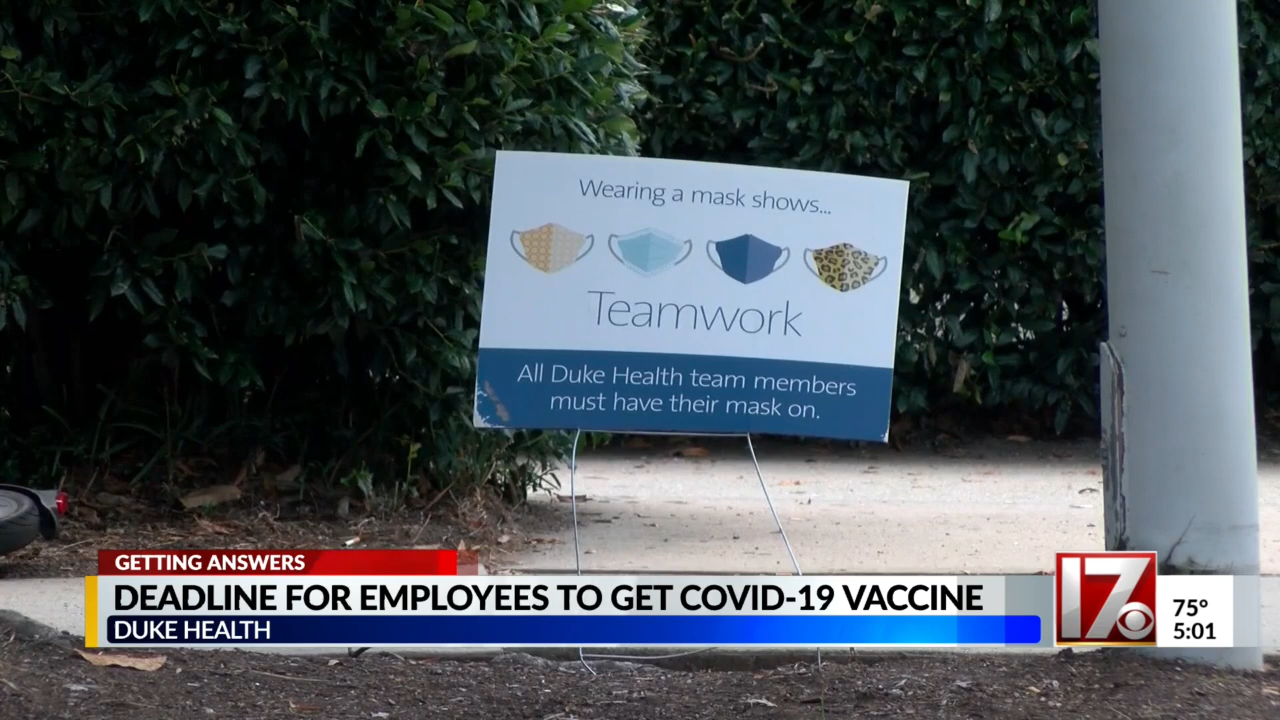 Wearing a mask shows...
Teamwork
All Duke Health team members
must have their mask on.
GETTING ANSWERS
DEADLINE FOR EMPLOYEES TO GET COVID-19 VACCINE
DUKE HEALTH
17
75°
5:01